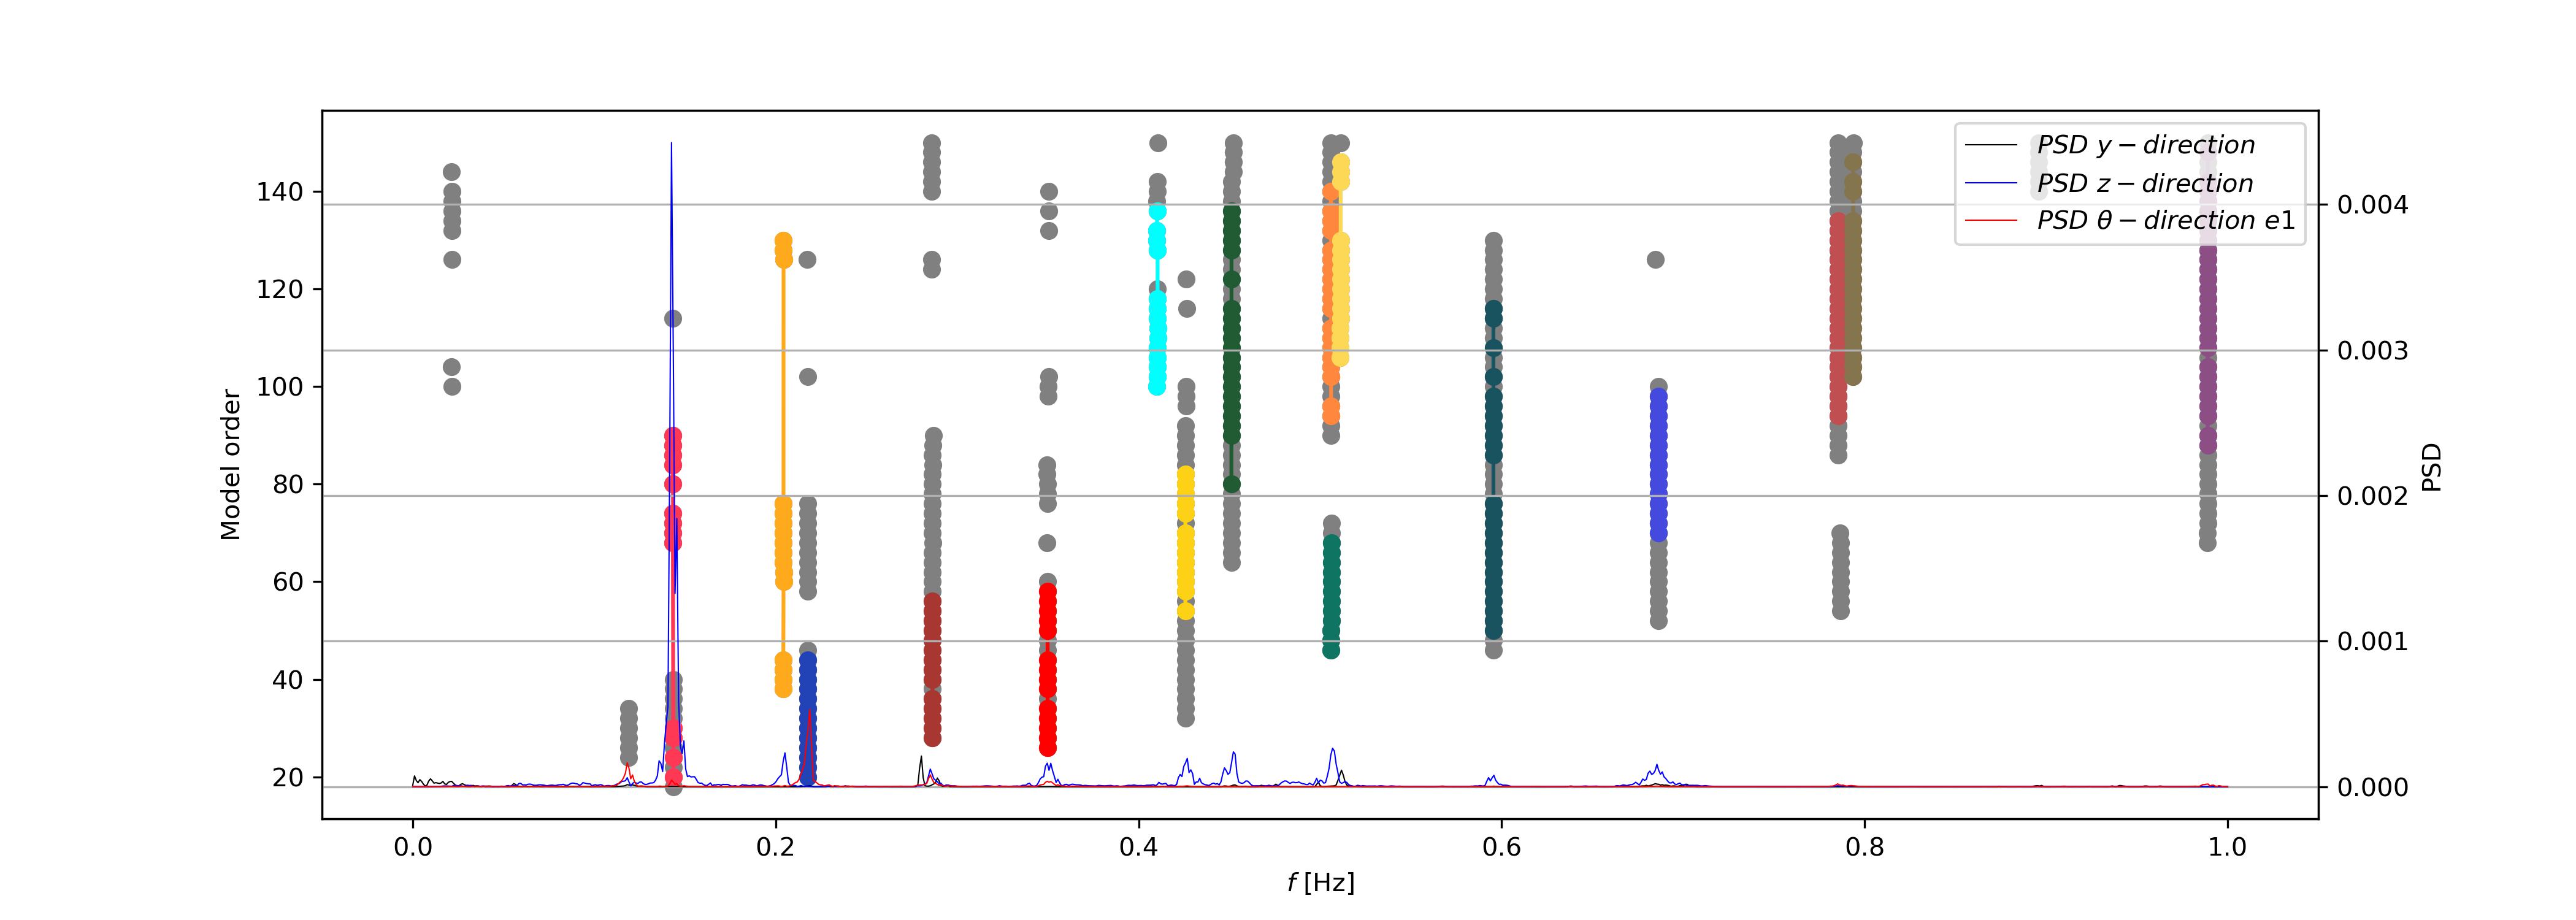 PSD y − direction
PSD z − direction
PSD θ − direction e1
140
120
100
80
60
40
20
Model order
0.004
0.003
0.002
0.001
0.000
PSD
0.0 0.2 0.4 0.6 0.8 1.0
f [Hz]